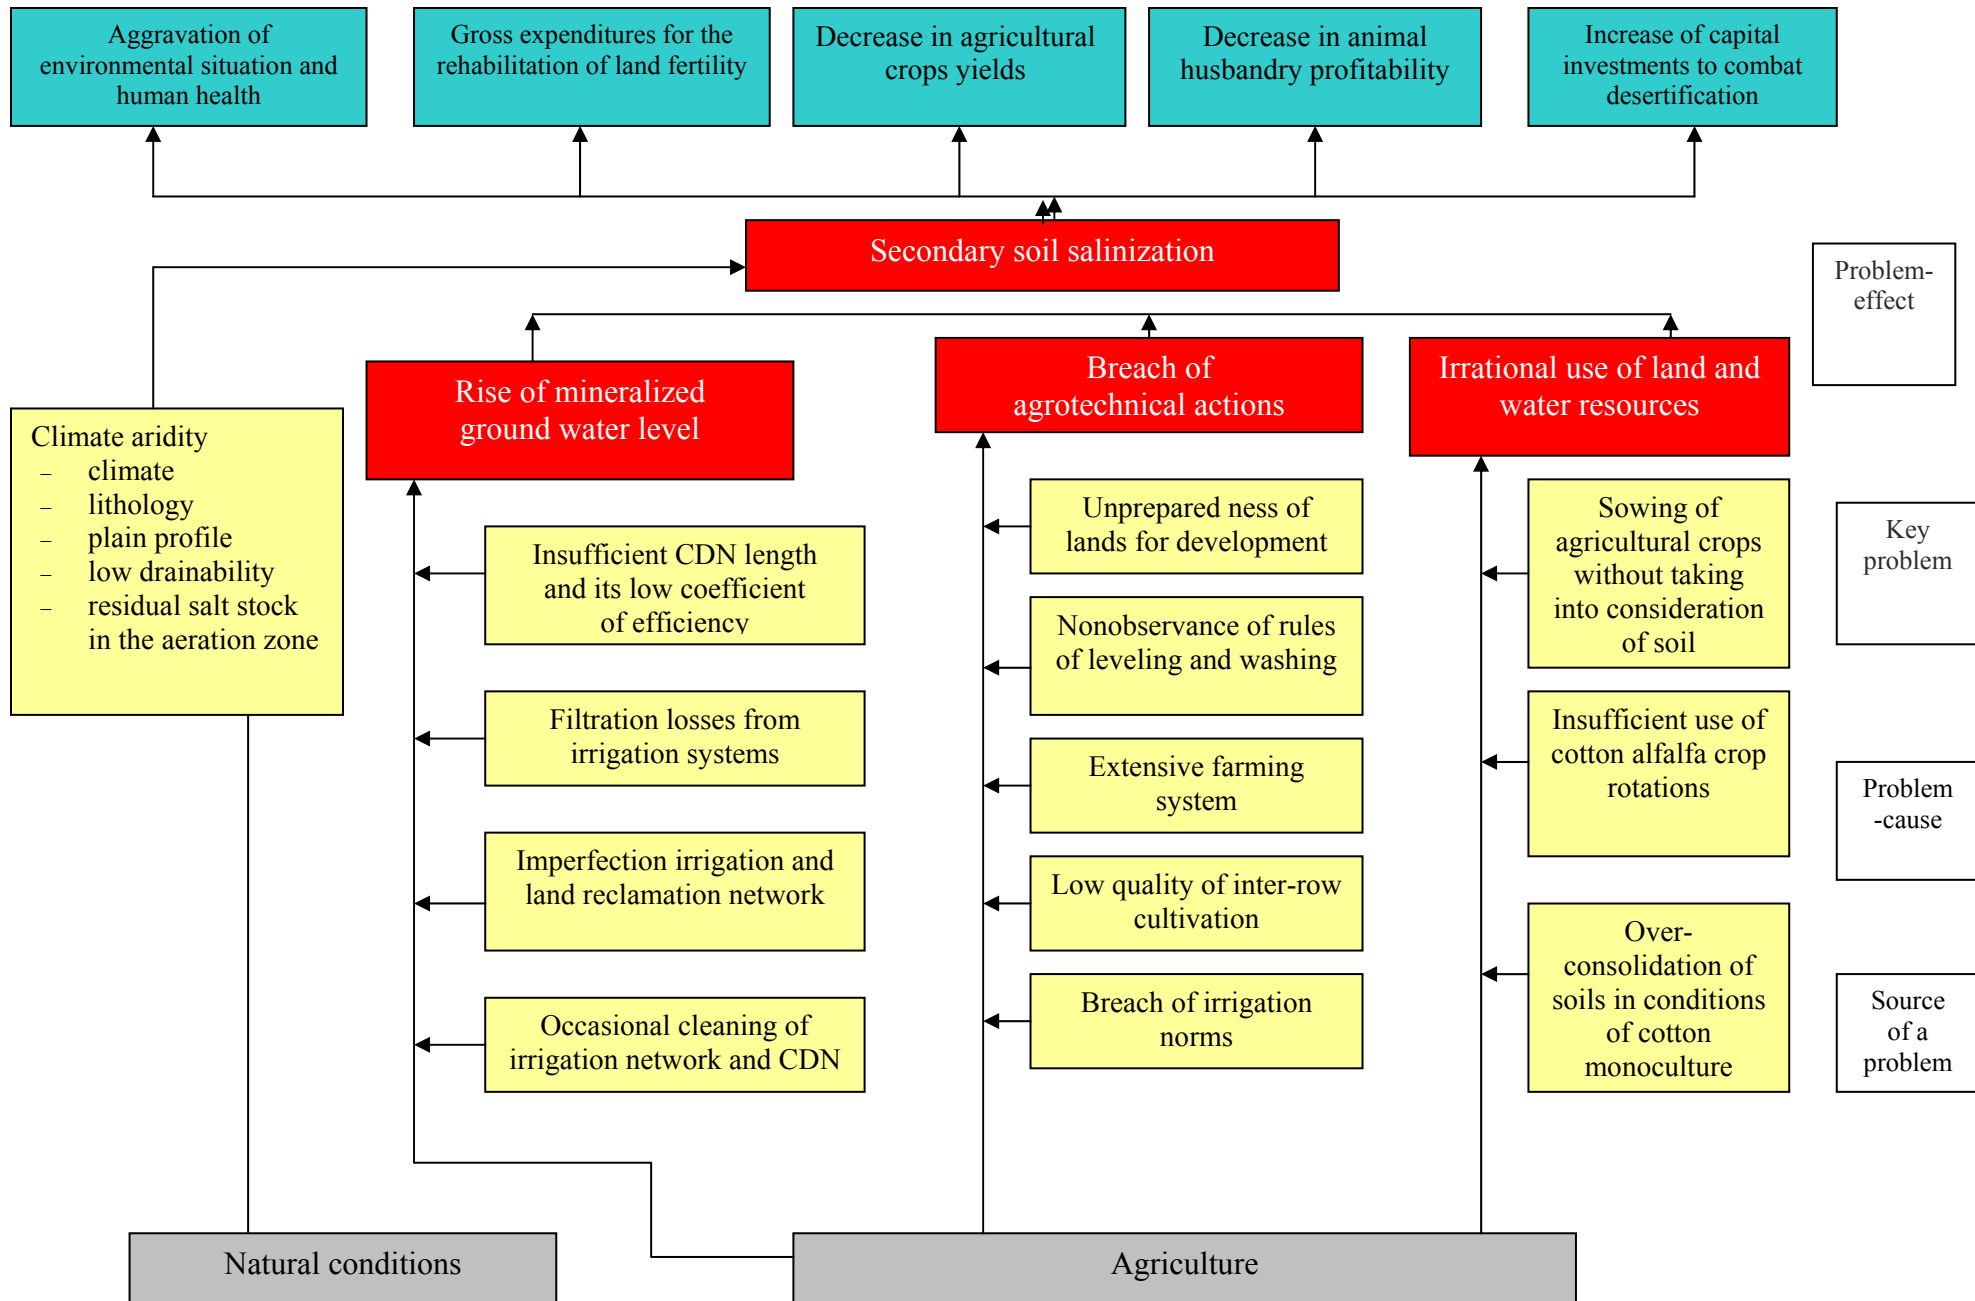 Aggravation of
environmental situation and
human health
Gross expenditures for the
rehabilitation of land fertility
Decrease in agricultural
crops yields
Decrease in animal
husbandry profitability
Increase of capital
investments to combat
desertification
Secondary soil salinization
Problem-
effect
Rise of mineralized
ground water level
Breach of
agrotechnical actions
Irrational use of land and
water resources
Climate aridity
– climate
– lithology
– plain profile
– low drainability
– residual salt stock
in the aeration zone
Insufficient CDN length
and its low coefficient
of efficiency
Filtration losses from
irrigation systems
Imperfection irrigation and
land reclamation network
Occasional cleaning of
irrigation network and CDN
Unprepared ness of
lands for development
Nonobservance of rules
of leveling and washing
Extensive farming
system
Low quality of inter-row
cultivation
Breach of irrigation
norms
Sowing of
agricultural crops
without taking
into consideration
of soil
Insufficient use of
cotton alfalfa crop
rotations
Over-
consolidation of
soils in conditions
of cotton
monoculture
Key
problem
Problem
-cause
Source
of a
problem
Natural conditions
Agriculture